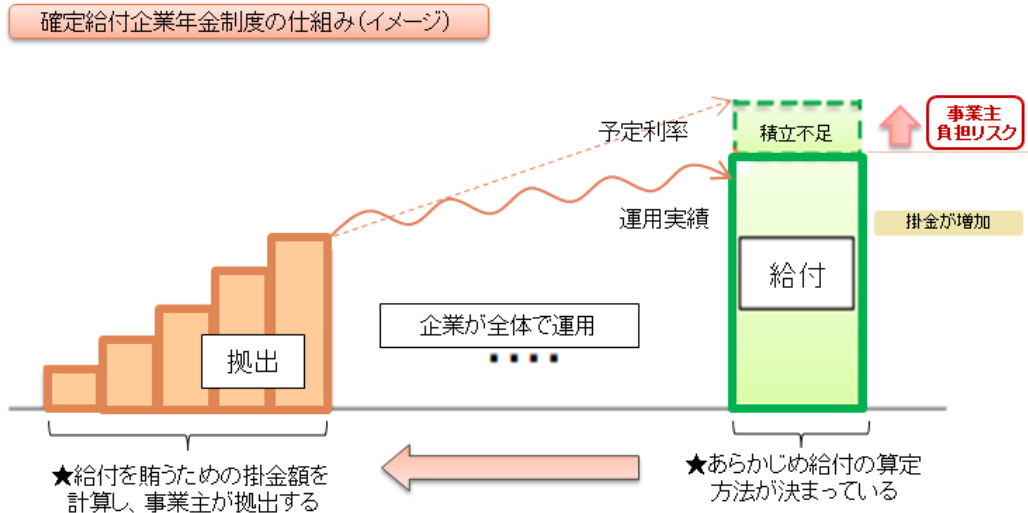 確定給付企業年金制度の仕組み(イメージ)
予定利率
積立不足
事業主
負担リスク
運用実績
掛金が増加
給付
企業が全体で運用
拠出
★給付を賄うための掛金額を
計算し、事業主が拠出する
★あらかじめ給付の算定
方法が決まっている